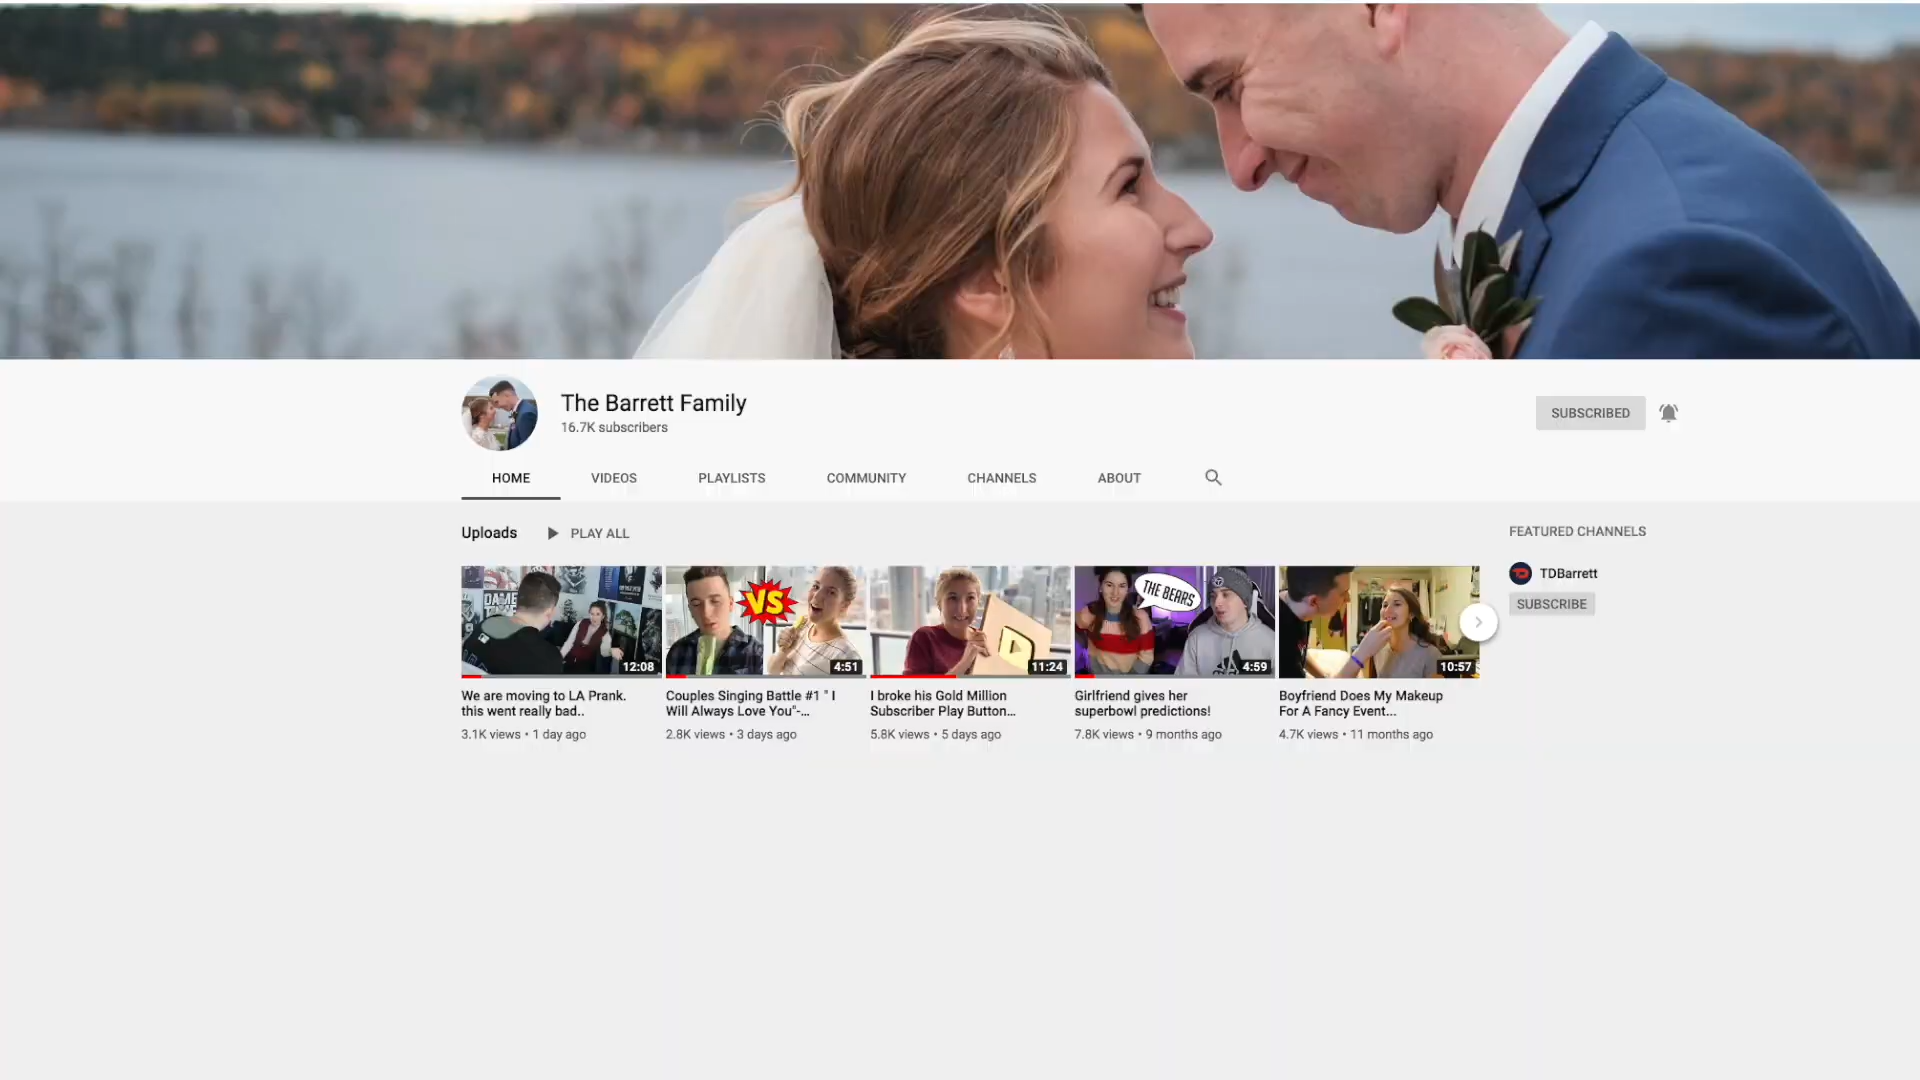 The Barrett Family
16.7K subscribers
SUBSCRIBED
HOME
VIDEOS
PLAYLISTS
COMMUNITY
CHANNELS
ABOUT
Uploads
PLAY ALL
FEATURED CHANNELS
TDBarrett
SUBSCRIBE
GAME
TIME
12:08
We are moving to LA Prank.
this went really bad..
3.1K views • 1 day ago
VS
4:51
Couples Singing Battle #1 " I
Will Always Love You"-...
2.8K views • 3 days ago
11:24
I broke his Gold Million
Subscriber Play Button...
5.8K views • 5 days ago
THE BEARS
4:59
Girlfriend gives her
superbowl predictions!
7.8K views • 9 months ago
10:57
Boyfriend Does My Makeup
For A Fancy Event...
4.7K views • 11 months ago